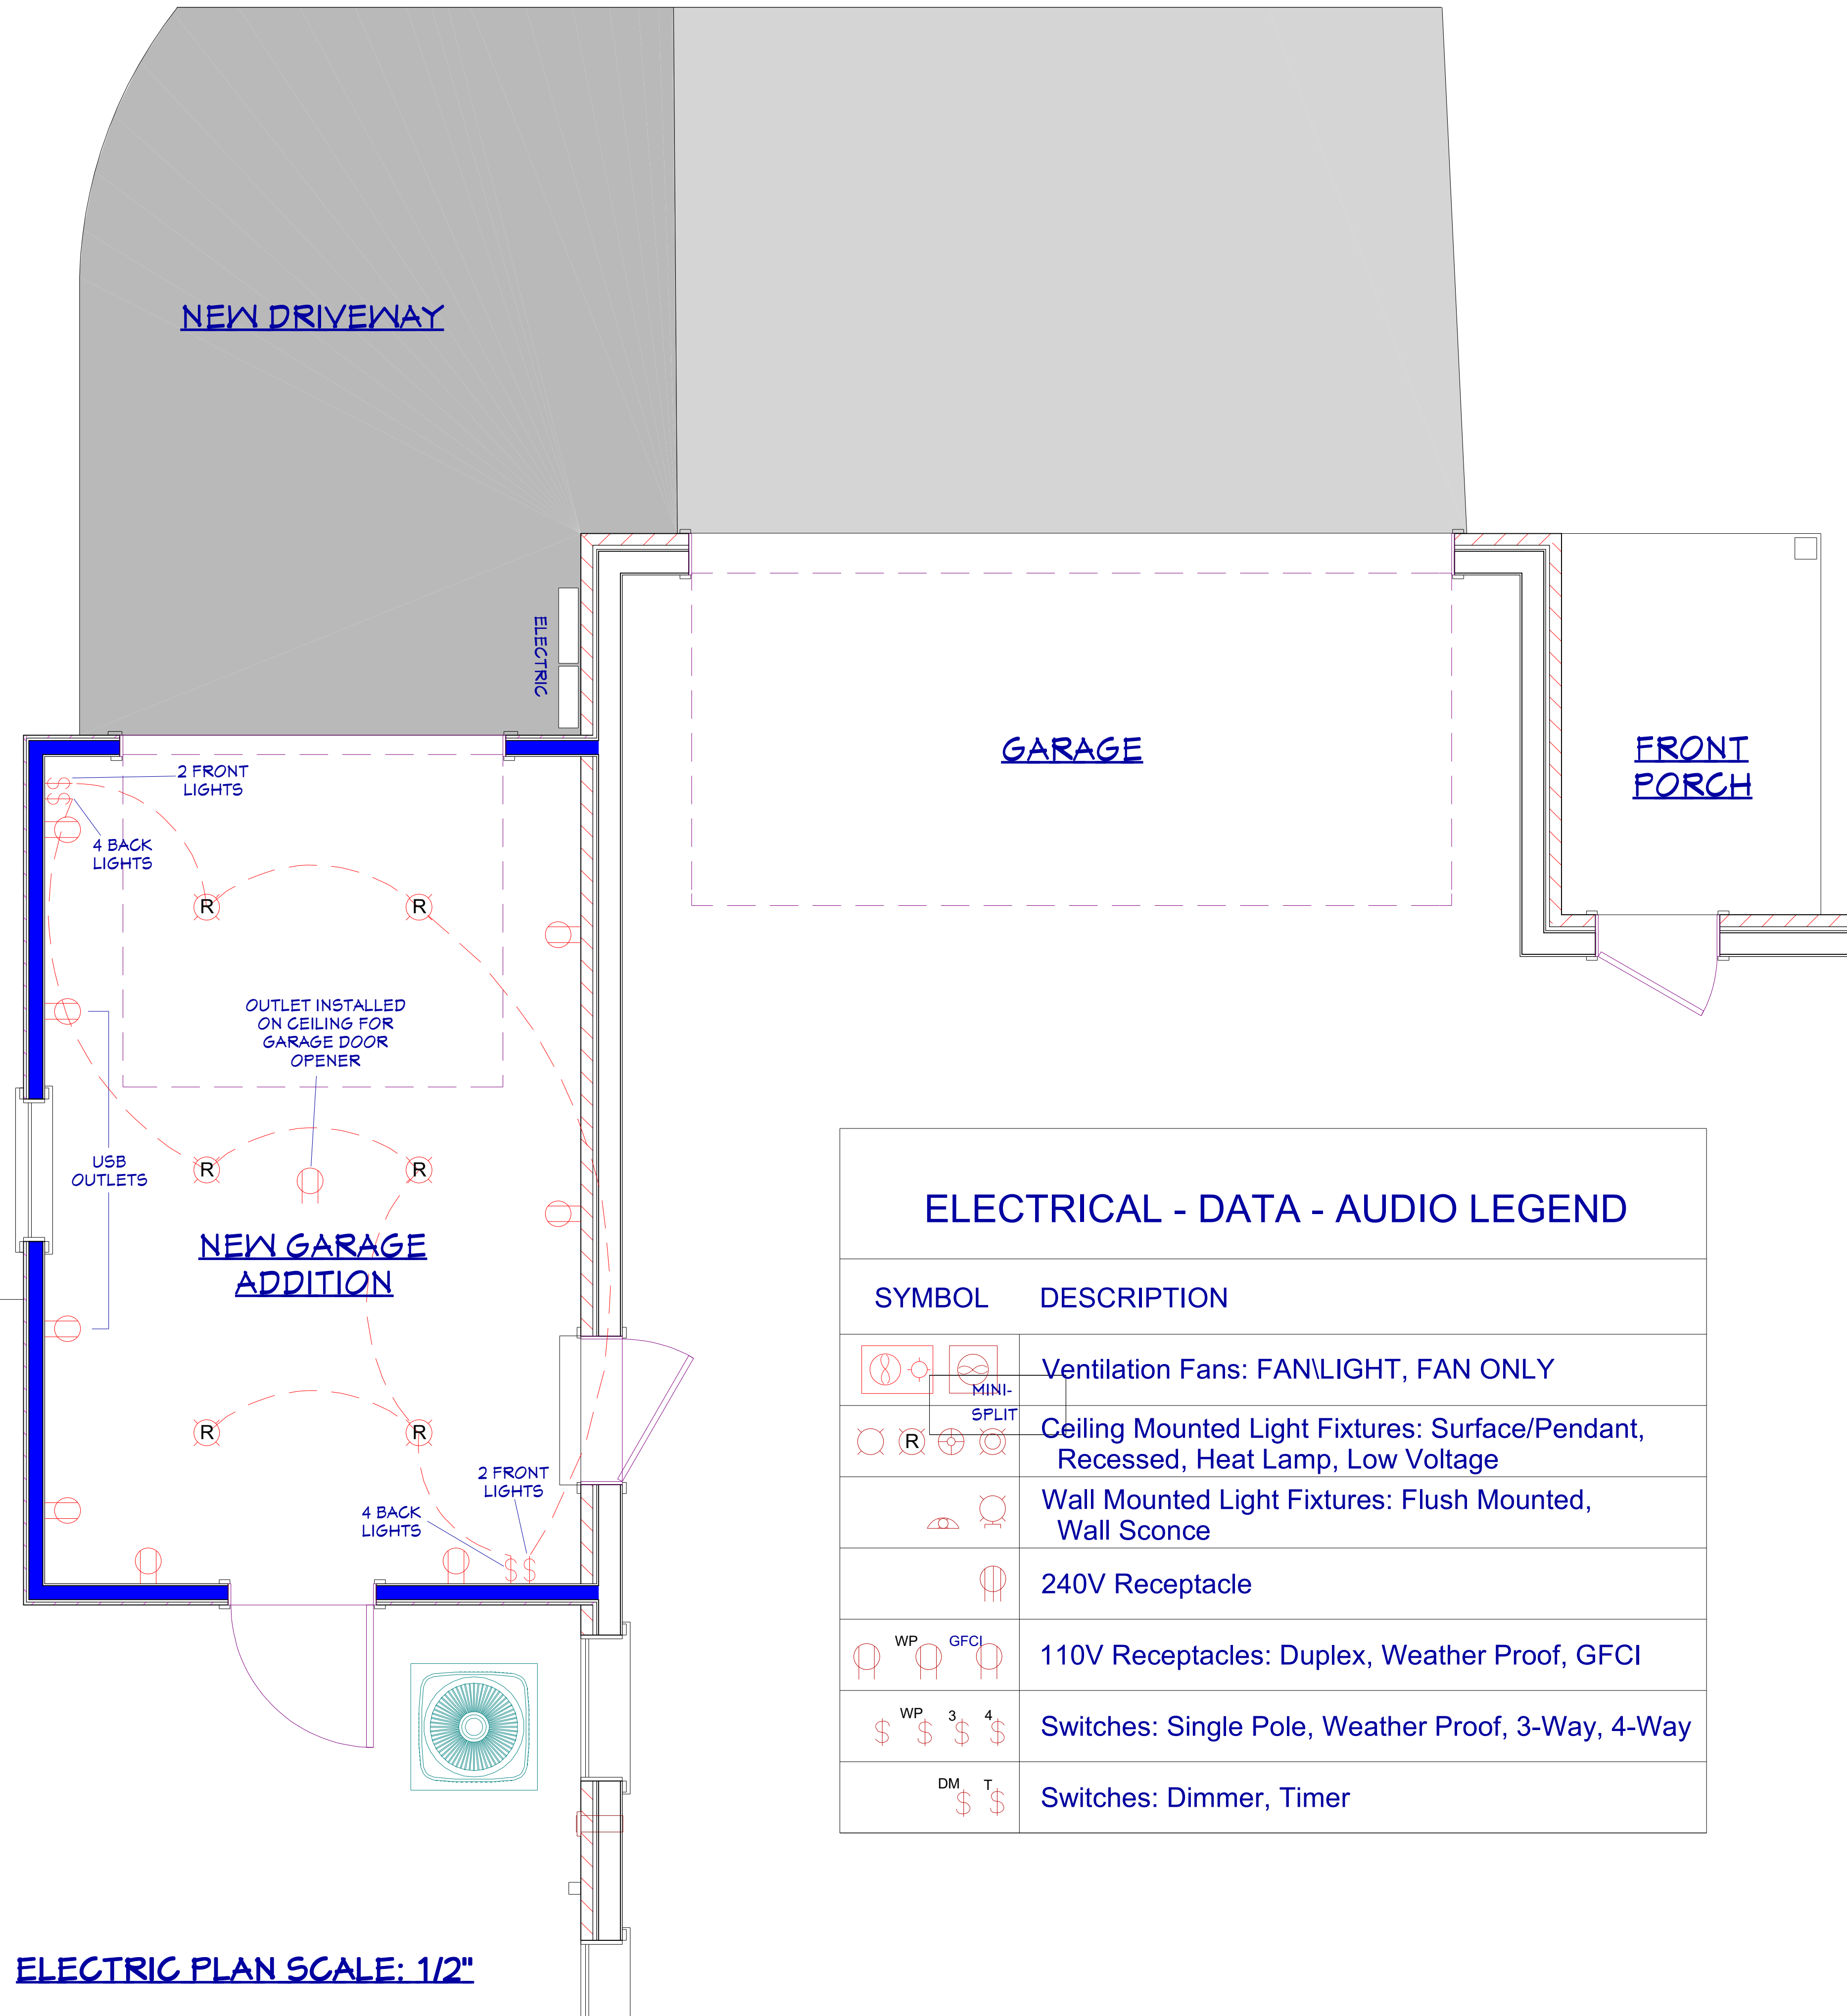 NEW DRIVEWAY
ELECTRIC
GARAGE
FRONT
PORCH
2 FRONT
LIGHTS
4 BACK
LIGHTS
R
R
OUTLET INSTALLED
ON CEILING FOR
GARAGE DOOR
OPENER
USB
OUTLETS
R
R
NEW GARAGE
ADDITION
R
R
2 FRONT
LIGHTS
4 BACK
LIGHTS
ELECTRICAL - DATA - AUDIO LEGEND
SYMBOL DESCRIPTION
Ventilation Fans: FAN\LIGHT, FAN ONLY
MINI-
SPLIT
R
Ceiling Mounted Light Fixtures: Surface/Pendant,
Recessed, Heat Lamp, Low Voltage
Wall Mounted Light Fixtures: Flush Mounted,
Wall Sconce
240V Receptacle
WP GFCI
110V Receptacles: Duplex, Weather Proof, GFCI
WP 3 4
Switches: Single Pole, Weather Proof, 3-Way, 4-Way
DM T
Switches: Dimmer, Timer
ELECTRIC PLAN SCALE: 1/2"